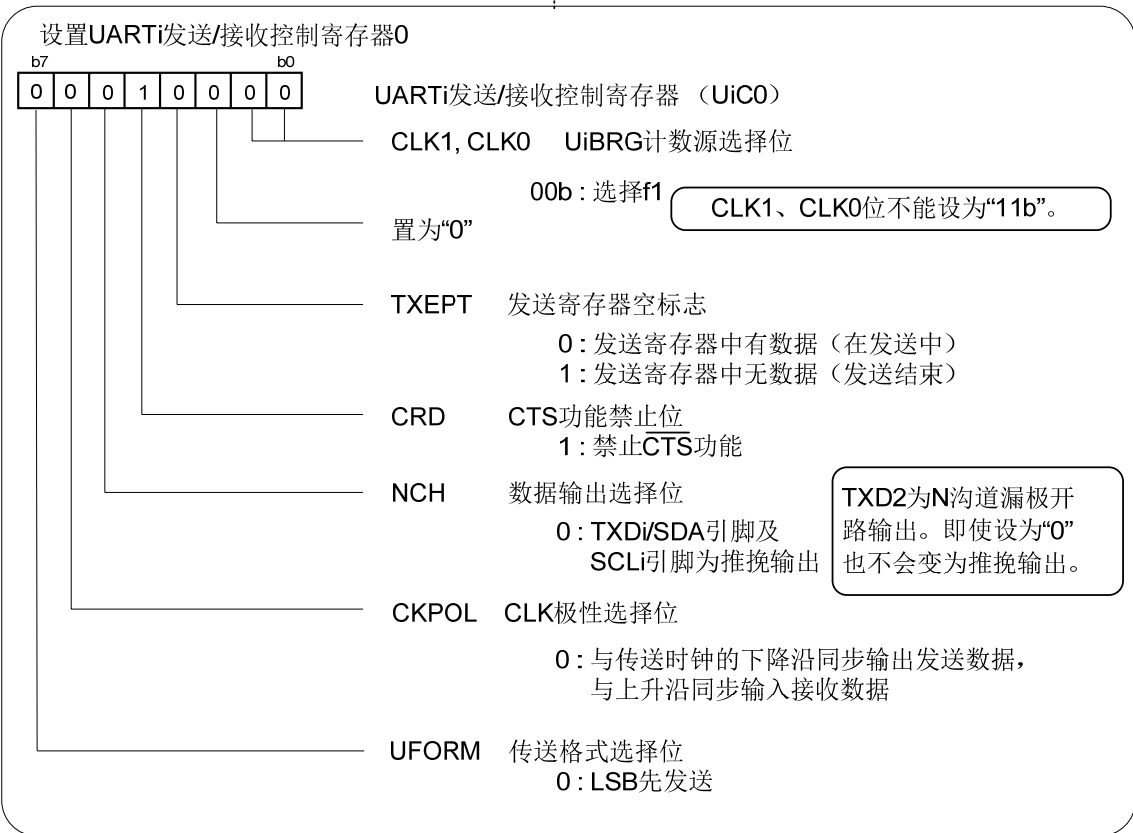 设置UARTi发送/接收控制寄存器0
b7 b0
0 0 0 1 0 0 0 0
UARTi发送/接收控制寄存器 （UiC0）
CLK1, CLK0 UiBRG计数源选择位
00b : 选择f1
CLK1、CLK0位不能设为“11b”。
置为“0”
TXEPT 发送寄存器空标志
0 : 发送寄存器中有数据（在发送中）
1 : 发送寄存器中无数据（发送结束）
CRD CTS功能禁止位
1 : 禁止CTS功能
NCH 数据输出选择位
0 : TXDi/SDA引脚及
SCLi引脚为推挽输出
TXD2为N沟道漏极开
路输出。即使设为“0”
也不会变为推挽输出。
CKPOL CLK极性选择位
0 : 与传送时钟的下降沿同步输出发送数据，
与上升沿同步输入接收数据
UFORM 传送格式选择位
0 : LSB先发送